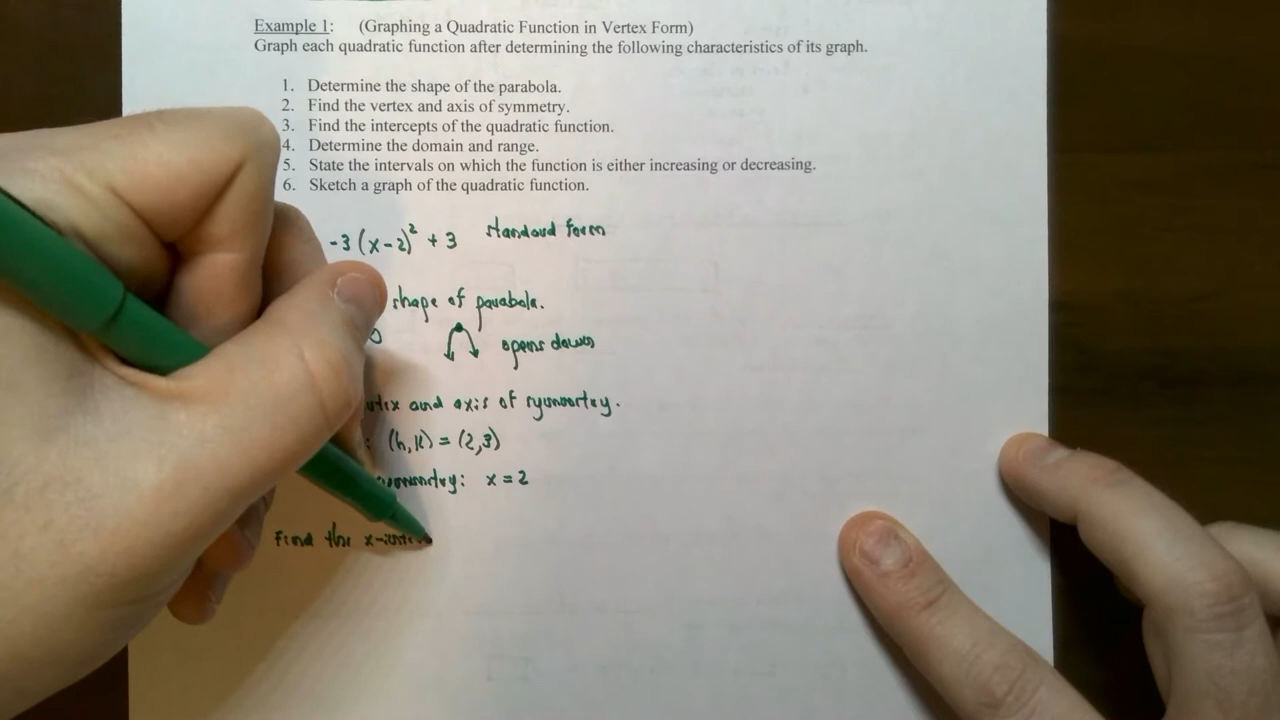 Example 1: (Graphing a Quadratic Function in Vertex Form)
Graph each quadratic function after determining the following characteristics of its graph.
1. Determine the shape of the parabola.
2. Find the vertex and axis of symmetry.
3. Find the intercepts of the quadratic function.
4. Determine the domain and range.
5. State the intervals on which the function is either increasing or decreasing.
6. Sketch a graph of the quadratic function.
-3(x-2)² + 3 standard form
shape of parabola.
opens down
and axis of symmetry.
: (h,k) = (2,3)
x = 2
Find the